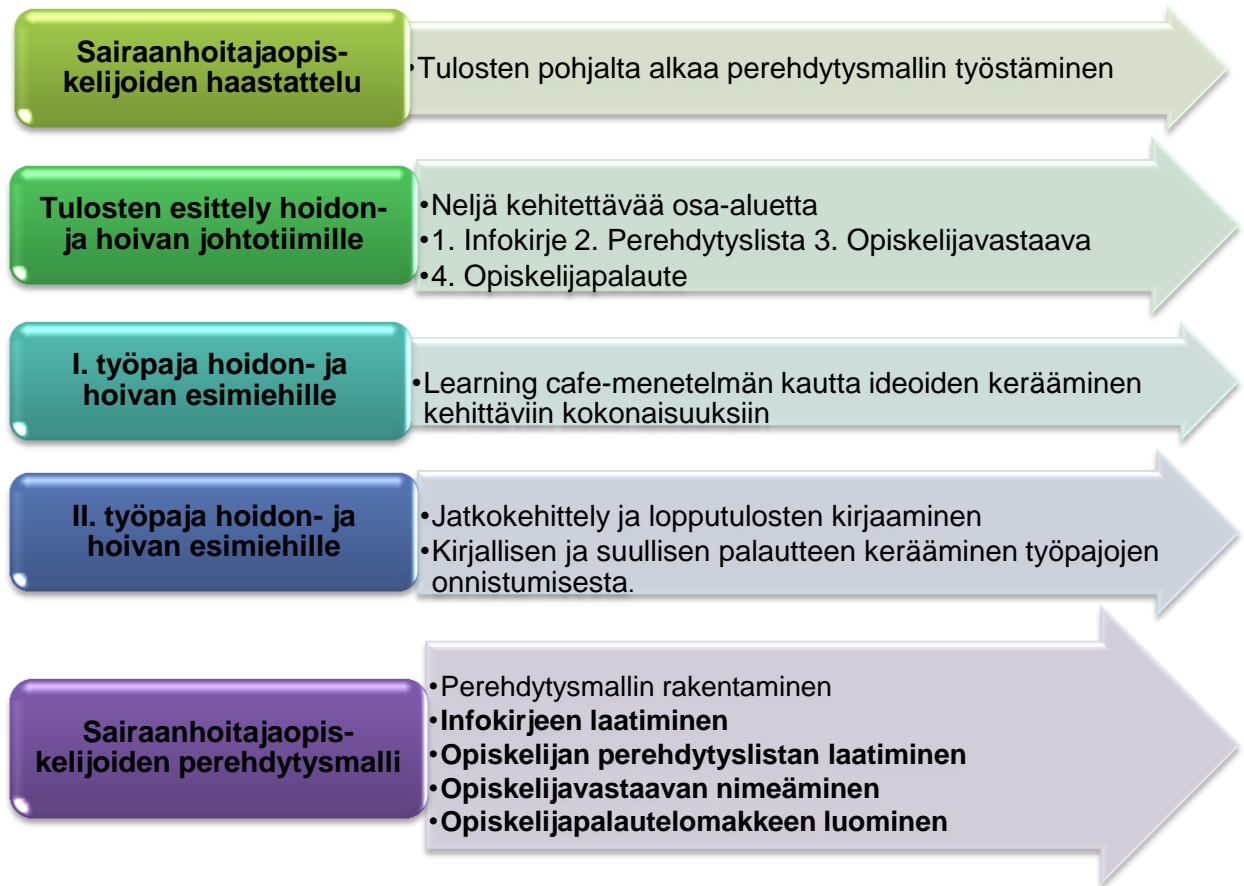 Sairaanhoitajaopis-
kelijoiden haastattelu
•Tulosten pohjalta alkaa perehdytysmallin työstäminen
Tulosten esittely hoidon-
ja hoivan johtotiimille
•Neljä kehitettävää osa-aluetta
•1. Infokirje 2. Perehdytyslista 3. Opiskelijavastaava
•4. Opiskelijapalaute
I. työpaja hoidon- ja
hoivan esimiehille
•Learning cafe-menetelmän kautta ideoiden kerääminen
kehittäviin kokonaisuuksiin
II. työpaja hoidon- ja
hoivan esimiehille
•Jatkokehittely ja lopputulosten kirjaaminen
•Kirjallisen ja suullisen palautteen kerääminen työpajojen
onnistumisesta.
Sairaanhoitajaopis-
kelijoiden perehdytysmalli
•Perehdytysmallin rakentaminen
•Infokirjeen laatiminen
•Opiskelijan perehdytyslistan laatiminen
•Opiskelijavastaavan nimeäminen
•Opiskelijapalautelomakkeen luominen